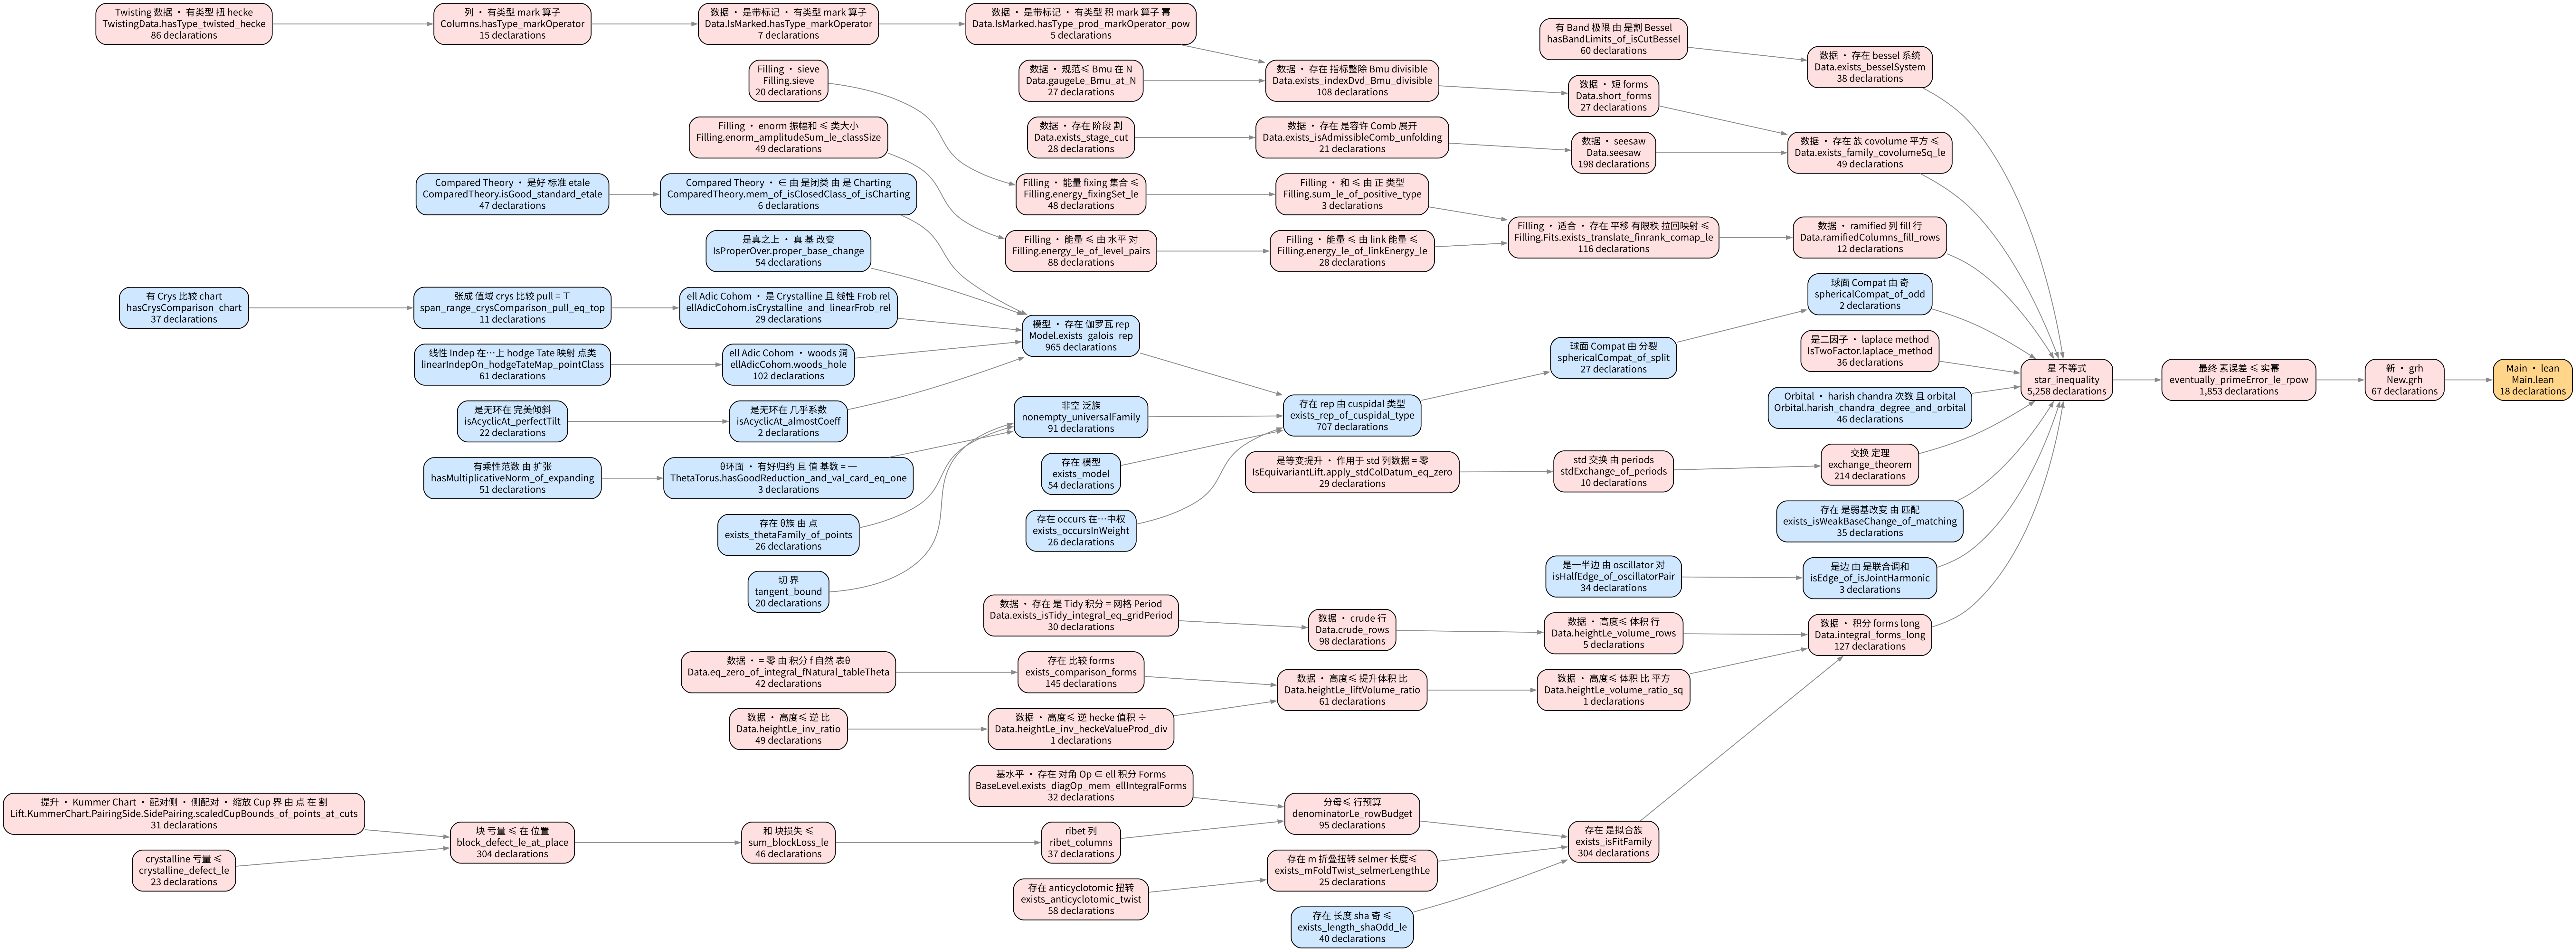 Twisting 数据 · 有类型 扭 hecke
TwistingData.hasType_twisted_hecke
86 declarations
列 · 有类型 mark 算子
Columns.hasType_markOperator
15 declarations
数据 · 是带标记 · 有类型 mark 算子
Data.IsMarked.hasType_markOperator
7 declarations
数据 · 是带标记 · 有类型 积 mark 算子 幂
Data.IsMarked.hasType_prod_markOperator_pow
5 declarations
有 Band 极限 由 是割 Bessel
hasBandLimits_of_isCutBessel
60 declarations
数据 · 存在 bessel 系统
Data.exists_besselSystem
38 declarations
Filling · sieve
Filling.sieve
20 declarations
数据 · 规范≤ Bmu 在 N
Data.gaugeLe_Bmu_at_N
27 declarations
数据 · 存在 指标整除 Bmu divisible
Data.exists_indexDvd_Bmu_divisible
108 declarations
数据 · 短 forms
Data.short_forms
27 declarations
Filling · enorm 振幅和 ≤ 类大小
Filling.enorm_amplitudeSum_le_classSize
49 declarations
数据 · 存在 阶段 割
Data.exists_stage_cut
28 declarations
数据 · 存在 是容许 Comb 展开
Data.exists_isAdmissibleComb_unfolding
21 declarations
数据 · seesaw
Data.seesaw
198 declarations
数据 · 存在 族 covolume 平方 ≤
Data.exists_family_covolumeSq_le
49 declarations
Compared Theory · 是好 标准 etale
ComparedTheory.isGood_standard_etale
47 declarations
Compared Theory · ∈ 由 是闭类 由 是 Charting
ComparedTheory.mem_of_isClosedClass_of_isCharting
6 declarations
Filling · 能量 fixing 集合 ≤
Filling.energy_fixingSet_le
48 declarations
Filling · 和 ≤ 由 正 类型
Filling.sum_le_of_positive_type
3 declarations
是真之上 · 真 基 改变
IsProperOver.proper_base_change
54 declarations
Filling · 能量 ≤ 由 水平 对
Filling.energy_le_of_level_pairs
88 declarations
Filling · 能量 ≤ 由 link 能量 ≤
Filling.energy_le_of_linkEnergy_le
28 declarations
Filling · 适合 · 存在 平移 有限秩 拉回映射 ≤
Filling.Fits.exists_translate_finrank_comap_le
116 declarations
数据 · ramified 列 fill 行
Data.ramifiedColumns_fill_rows
12 declarations
有 Crys 比较 chart
hasCrysComparison_chart
37 declarations
张成 值域 crys 比较 pull = ⊤
span_range_crysComparison_pull_eq_top
11 declarations
ell Adic Cohom · 是 Crystalline 且 线性 Frob rel
ellAdicCohom.isCrystalline_and_linearFrob_rel
29 declarations
模型 · 存在 伽罗瓦 rep
Model.exists_galois_rep
965 declarations
球面 Compat 由 奇
sphericalCompat_of_odd
2 declarations
线性 Indep 在…上 hodge Tate 映射 点类
linearIndepOn_hodgeTateMap_pointClass
61 declarations
ell Adic Cohom · woods 洞
ellAdicCohom.woods_hole
102 declarations
球面 Compat 由 分裂
sphericalCompat_of_split
27 declarations
是二因子 · laplace method
IsTwoFactor.laplace_method
36 declarations
星 不等式
star_inequality
5,258 declarations
最终 素误差 ≤ 实幂
eventually_primeError_le_rpow
1,853 declarations
新 · grh
New.grh
67 declarations
Main · lean
Main.lean
18 declarations
是无环在 完美倾斜
isAcyclicAt_perfectTilt
22 declarations
是无环在 几乎系数
isAcyclicAt_almostCoeff
2 declarations
非空 泛族
nonempty_universalFamily
91 declarations
存在 rep 由 cuspidal 类型
exists_rep_of_cuspidal_type
707 declarations
Orbital · harish chandra 次数 且 orbital
Orbital.harish_chandra_degree_and_orbital
46 declarations
有乘性范数 由 扩张
hasMultiplicativeNorm_of_expanding
51 declarations
θ环面 · 有好归约 且 值 基数 = 一
ThetaTorus.hasGoodReduction_and_val_card_eq_one
3 declarations
存在 模型
exists_model
54 declarations
是等变提升 · 作用于 std 列数据 = 零
IsEquivariantLift.apply_stdColDatum_eq_zero
29 declarations
std 交换 由 periods
stdExchange_of_periods
10 declarations
交换 定理
exchange_theorem
214 declarations
存在 θ族 由 点
exists_thetaFamily_of_points
26 declarations
存在 occurs 在…中权
exists_occursInWeight
26 declarations
存在 是弱基改变 由 匹配
exists_isWeakBaseChange_of_matching
35 declarations
切 界
tangent_bound
20 declarations
是一半边 由 oscillator 对
isHalfEdge_of_oscillatorPair
34 declarations
是边 由 是联合调和
isEdge_of_isJointHarmonic
3 declarations
数据 · 存在 是 Tidy 积分 = 网格 Period
Data.exists_isTidy_integral_eq_gridPeriod
30 declarations
数据 · crude 行
Data.crude_rows
98 declarations
数据 · 高度≤ 体积 行
Data.heightLe_volume_rows
5 declarations
数据 · 积分 forms long
Data.integral_forms_long
127 declarations
数据 · = 零 由 积分 f 自然 表θ
Data.eq_zero_of_integral_fNatural_tableTheta
42 declarations
存在 比较 forms
exists_comparison_forms
145 declarations
数据 · 高度≤ 提升体积 比
Data.heightLe_liftVolume_ratio
61 declarations
数据 · 高度≤ 体积 比 平方
Data.heightLe_volume_ratio_sq
1 declarations
数据 · 高度≤ 逆 比
Data.heightLe_inv_ratio
49 declarations
数据 · 高度≤ 逆 hecke 值积 ÷
Data.heightLe_inv_heckeValueProd_div
1 declarations
基水平 · 存在 对角 Op ∈ ell 积分 Forms
BaseLevel.exists_diagOp_mem_ellIntegralForms
32 declarations
提升 · Kummer Chart · 配对侧 · 侧配对 · 缩放 Cup 界 由 点 在 割
Lift.KummerChart.PairingSide.SidePairing.scaledCupBounds_of_points_at_cuts
31 declarations
块 亏量 ≤ 在 位置
block_defect_le_at_place
304 declarations
和 块损失 ≤
sum_blockLoss_le
46 declarations
ribet 列
ribet_columns
37 declarations
分母≤ 行预算
denominatorLe_rowBudget
95 declarations
存在 是拟合族
exists_isFitFamily
304 declarations
crystalline 亏量 ≤
crystalline_defect_le
23 declarations
存在 m 折叠扭转 selmer 长度≤
exists_mFoldTwist_selmerLengthLe
25 declarations
存在 anticyclotomic 扭转
exists_anticyclotomic_twist
58 declarations
存在 长度 sha 奇 ≤
exists_length_shaOdd_le
40 declarations